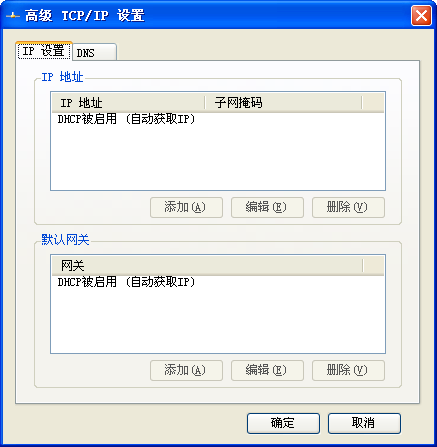 高级 TCP/IP 设置
IP 设置 DNS
IP 地址
IP 地址 子网掩码
DHCP被启用 (自动获取IP)
添加(A) 编辑(E) 删除(V)
默认网关
网关
DHCP被启用 (自动获取IP)
添加(A) 编辑(E) 删除(V)
确定 取消